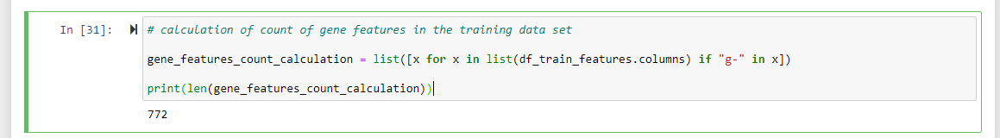 In [31]:
# calculation of count of gene features in the training data set
gene_features_count_calculation = list([x for x in list(df_train_features.columns) if "g-" in x])
print(len(gene_features_count_calculation))
772